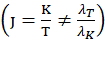 (J = K/T ≠ λ_T/λ_K)